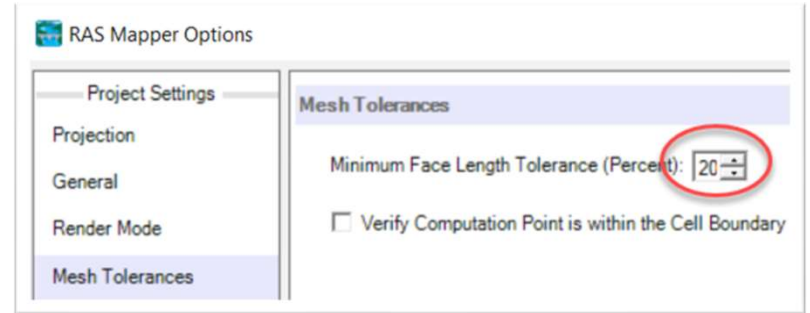 RAS Mapper Options
Project Settings
Projection
General
Render Mode
Mesh Tolerances
Mesh Tolerances
Minimum Face Length Tolerance (Percent): 20
Verify Computation Point is within the Cell Boundary